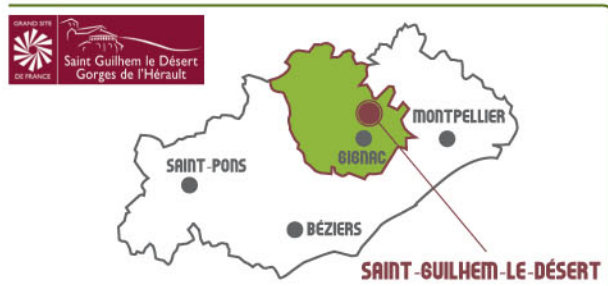 GRAND SITE
DE FRANCE
Saint Guilhem le Désert
Gorges de l'Hérault
MONTPELLIER
GIGNAC
SAINT-PONS
BÉZIERS
SAINT-GUILHEM-LE-DÉSERT